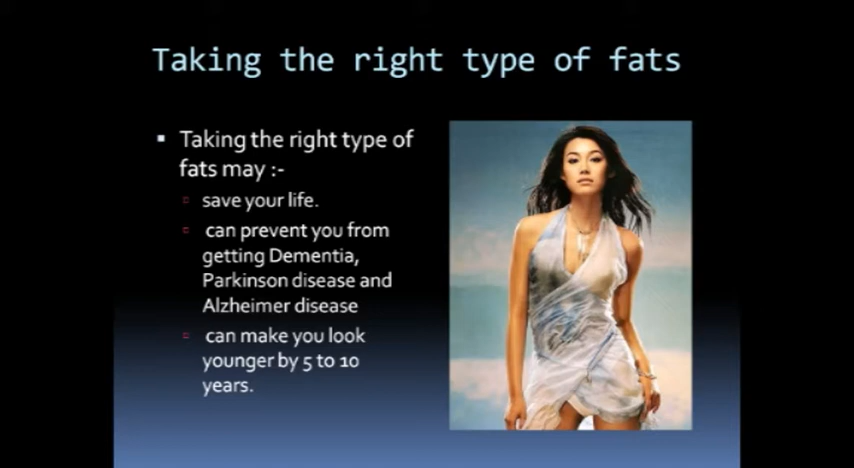 Taking the right type of fats
Taking the right type of
fats may :-
save your life.
can prevent you from
getting Dementia,
Parkinson disease and
Alzheimer disease
can make you look
younger by 5 to 10
years.